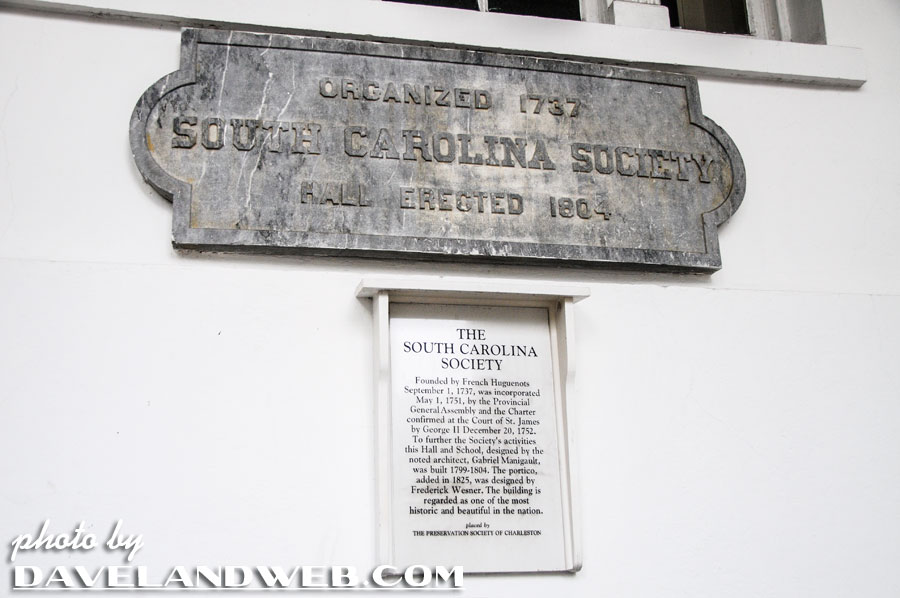 ORGANIZED 1737
SOUTH CAROLINA SOCIETY
HALL ERECTED 1804
THE
SOUTH CAROLINA
SOCIETY
Founded by French Huguenots
September 1, 1737, was incorporated
May 1, 1751, by the Provincial
General Assembly and the Charter
confirmed at the Court of St. James
by George II December 20, 1752.
To further the Society's activities
this Hall and School, designed by the
noted architect, Gabriel Manigault,
was built 1799-1804. The portico,
added in 1825, was designed by
Frederick Wesner. The building is
regarded as one of the most
historic and beautiful in the nation.
placed by
THE PRESERVATION SOCIETY OF CHARLESTON
photo by
DAVELANDWEB.COM